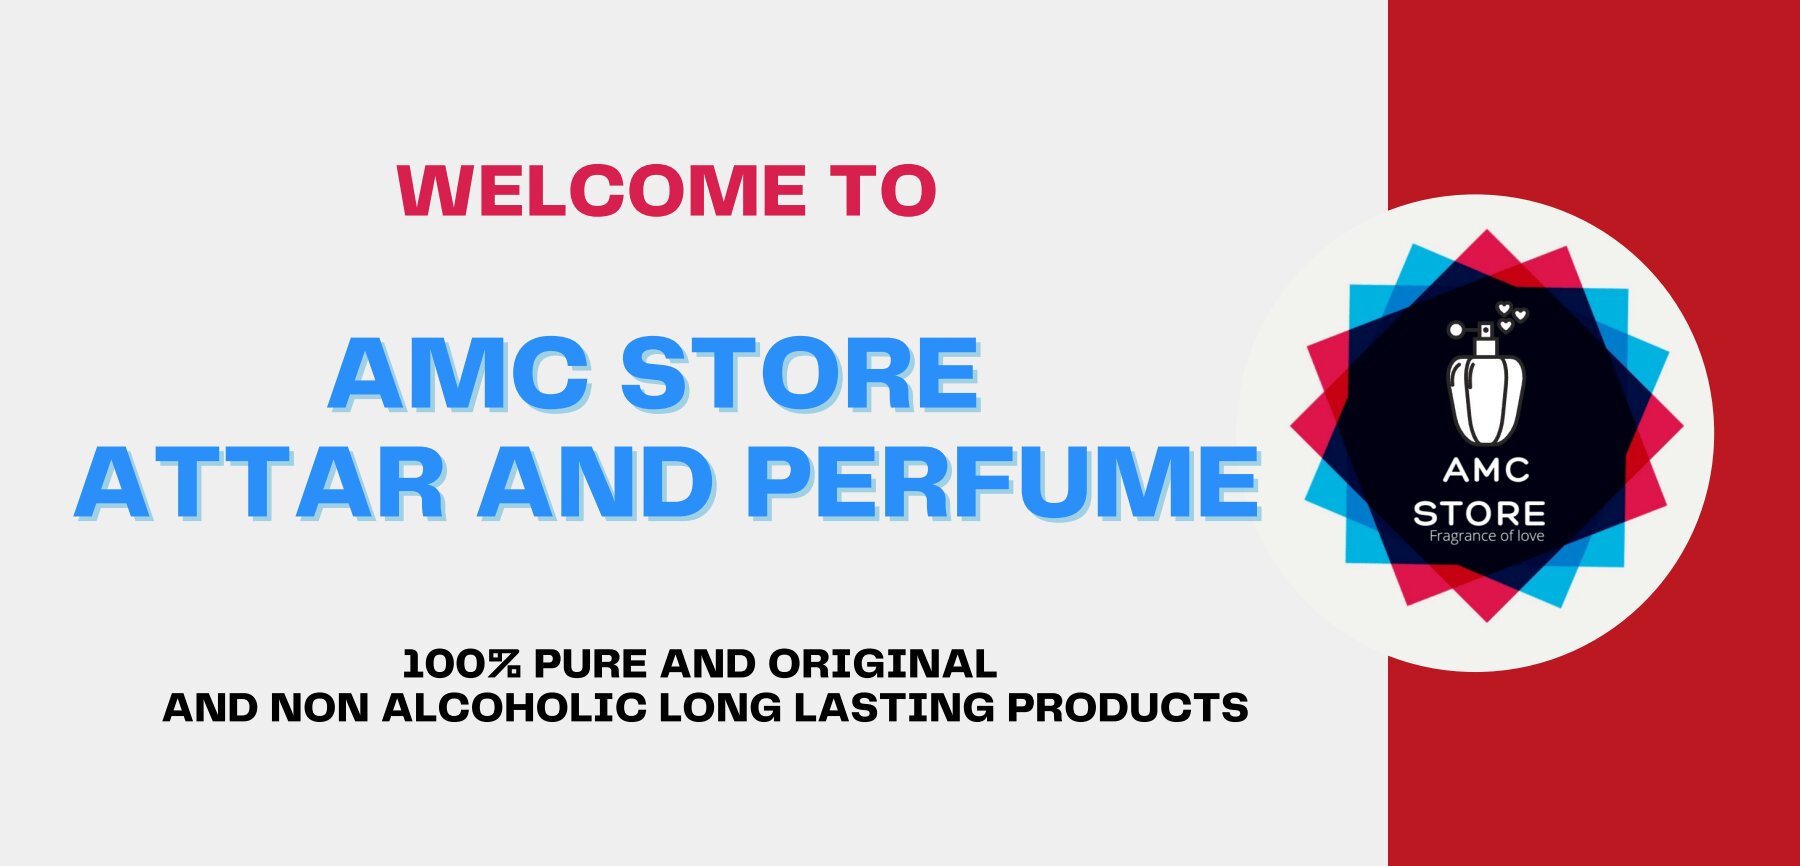 WELCOME TO
AMC STORE
ATTAR AND PERFUME
100% PURE AND ORIGINAL
AND NON ALCOHOLIC LONG LASTING PRODUCTS
AMC
STORE
Fragrance of love